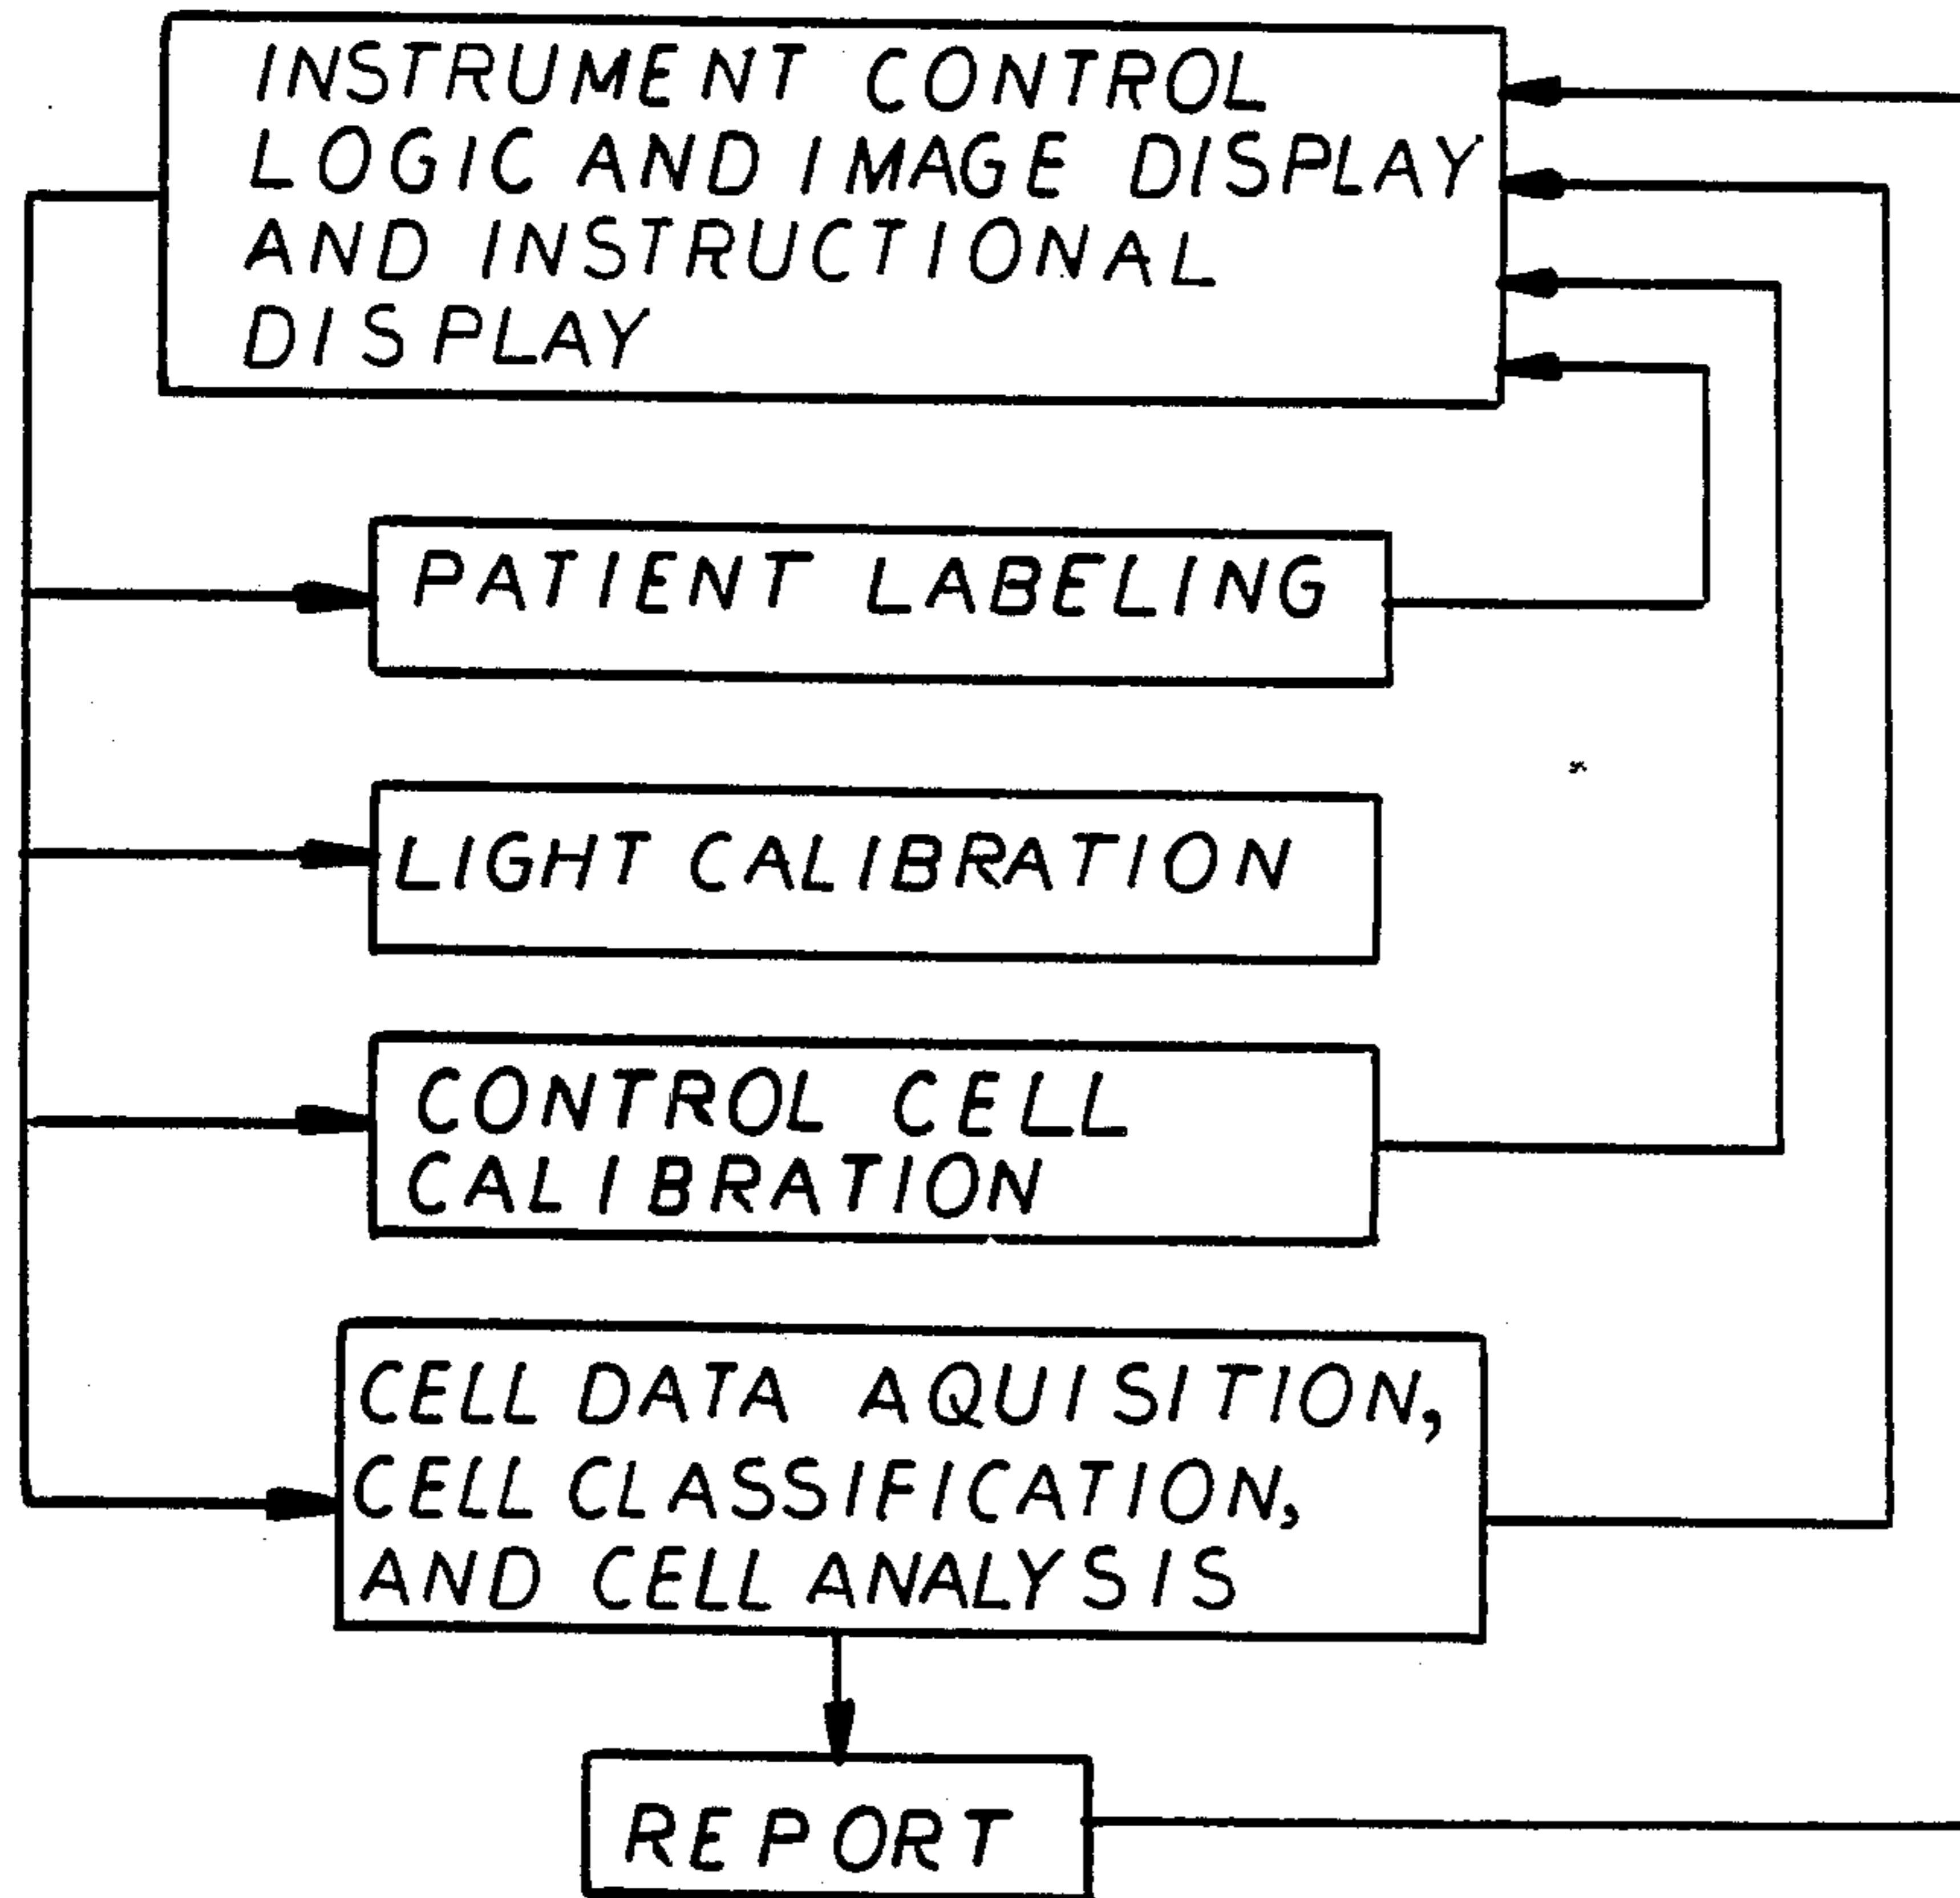 INSTRUMENT CONTROL
LOGIC AND IMAGE DISPLAY
AND INSTRUCTIONAL
DISPLAY
PATIENT LABELING
LIGHT CALIBRATION
CONTROL CELL
CALIBRATION
CELL DATA AQUISITION,
CELL CLASSIFICATION,
AND CELL ANALYSIS
REPORT